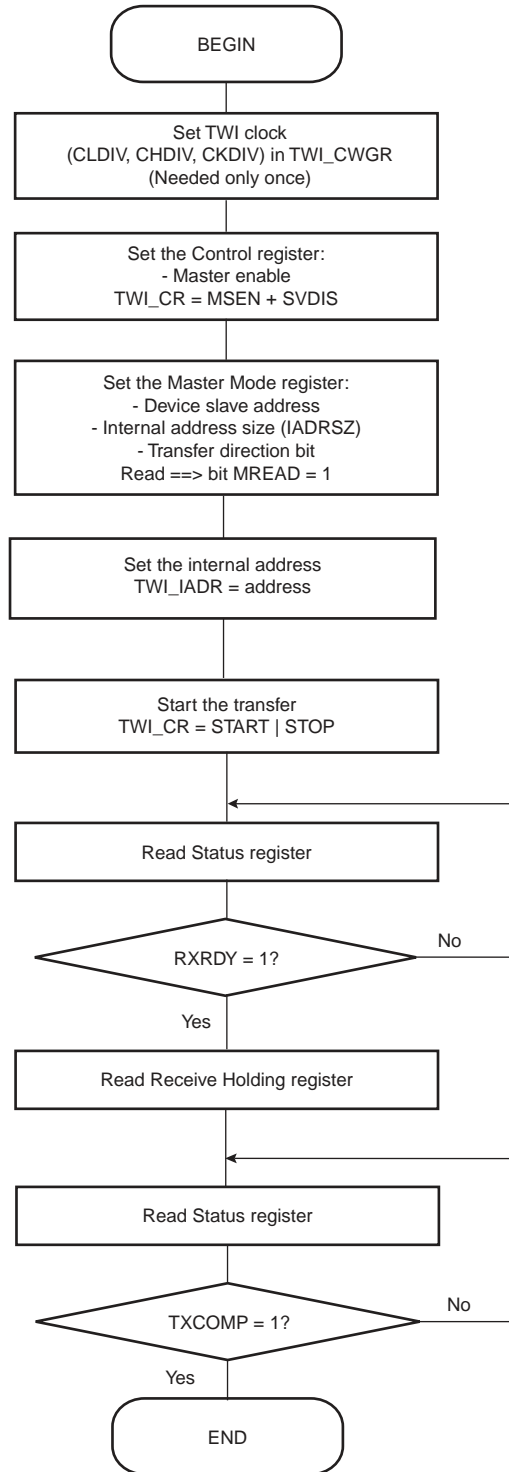 BEGIN
Set TWI clock
(CLDIV, CHDIV, CKDIV) in TWI_CWGR
(Needed only once)
Set the Control register:
- Master enable
TWI_CR = MSEN + SVDIS
Set the Master Mode register:
- Device slave address
- Internal address size (IADRSZ)
- Transfer direction bit
Read ==> bit MREAD = 1
Set the internal address
TWI_IADR = address
Start the transfer
TWI_CR = START | STOP
Read Status register
RXRDY = 1?
No
Yes
Read Receive Holding register
Read Status register
TXCOMP = 1?
No
Yes
END